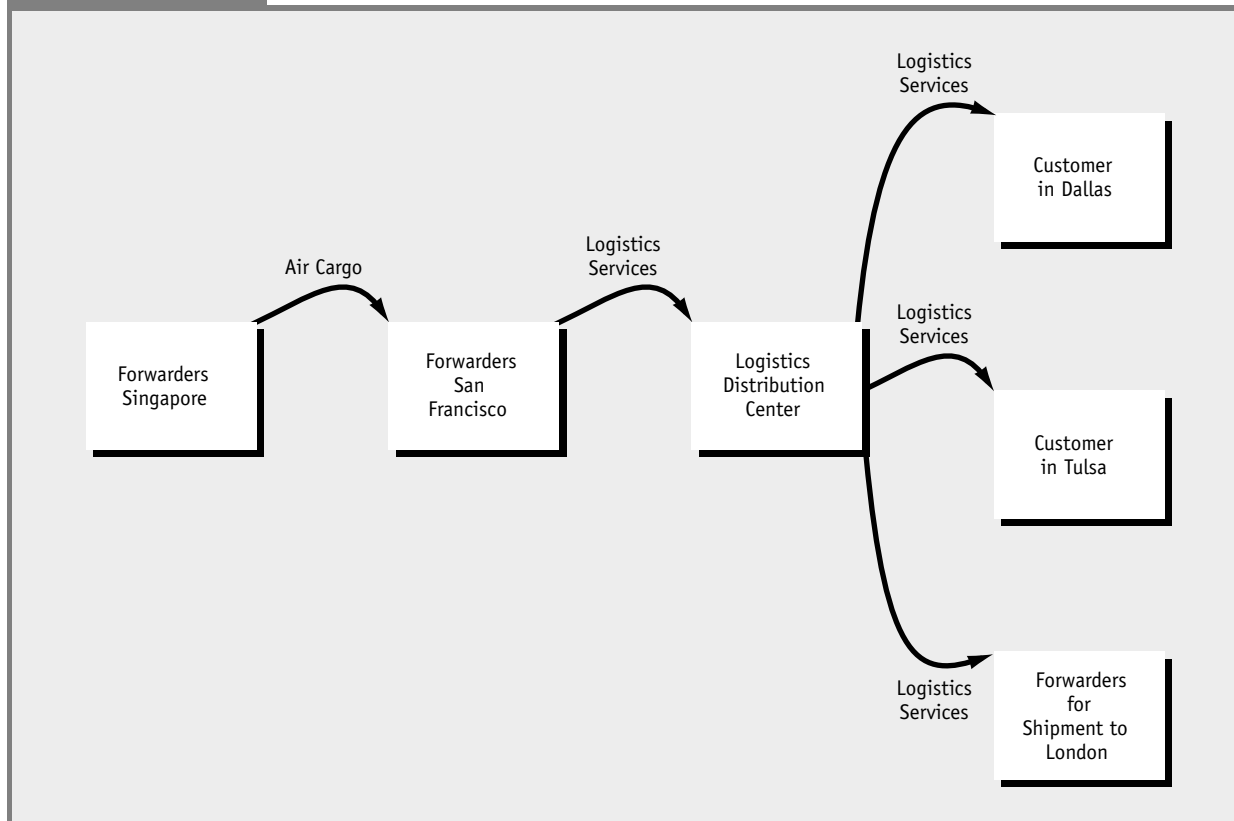 Logistics
Services
Customer
in Dallas
Air Cargo
Logistics
Services
Logistics
Services
Forwarders
Singapore
Forwarders
San
Francisco
Logistics
Distribution
Center
Customer
in Tulsa
Logistics
Services
Forwarders
for
Shipment to
London